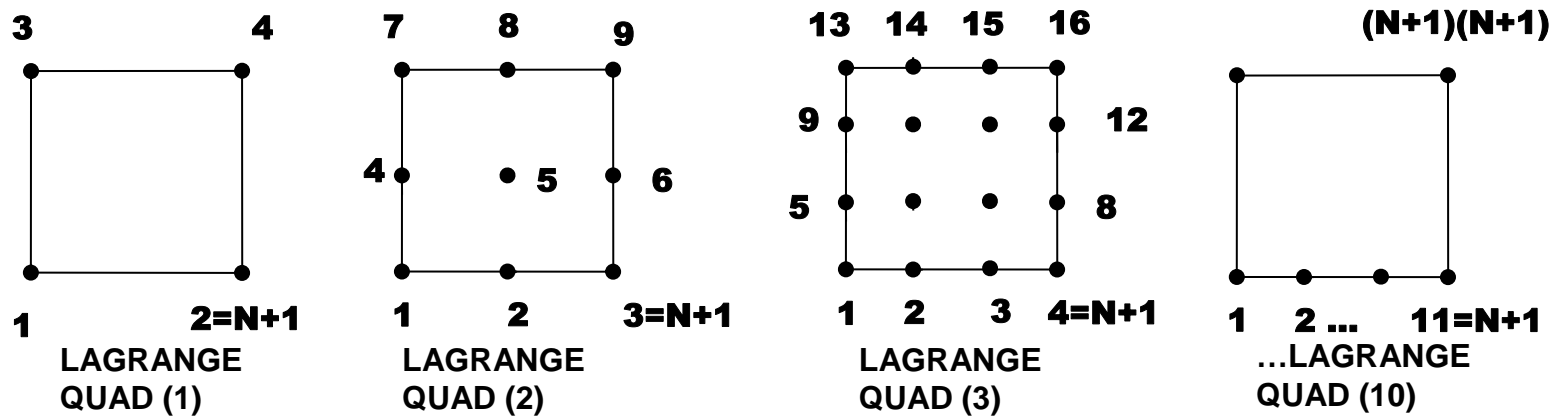 3 4
1 2=N+1
LAGRANGE
QUAD (1)
7 8 9
4 5 6
1 2 3=N+1
LAGRANGE
QUAD (2)
13 14 15 16
9 12
5 8
1 2 3 4=N+1
LAGRANGE
QUAD (3)
(N+1)(N+1)
1 2 ... 11=N+1
...LAGRANGE
QUAD (10)